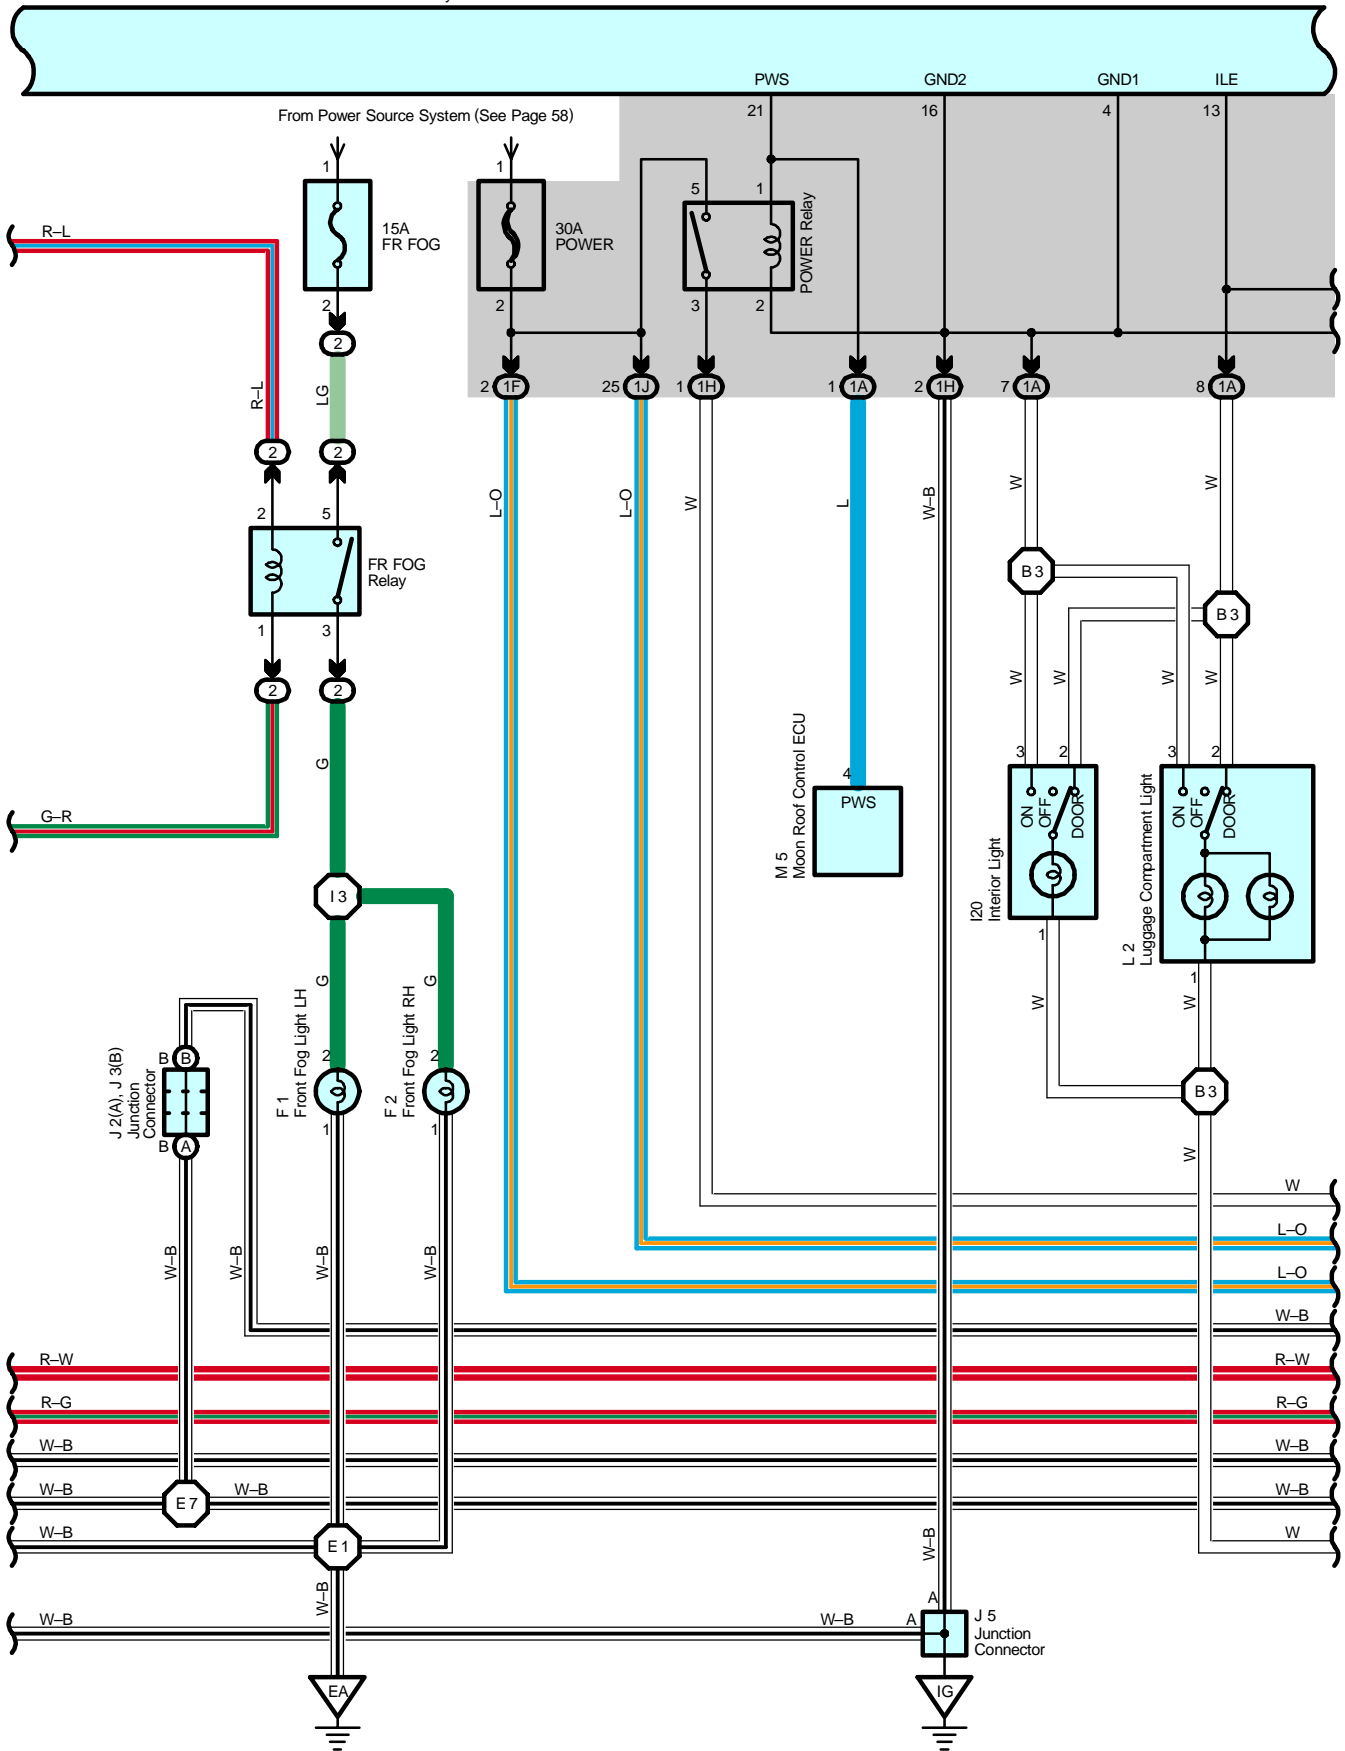 PWS GND2 GND1 ILE
From Power Source System (See Page 58)
21 16 4 13
1 1
5 1
15A
FR FOG
30A
POWER
POWER Relay
R–L
2 2 3 2
2
2 1F 25 1J 1 1H 1 1A 2 1H 7 1A 8 1A
R–L
LG
2 2
L–O
L–O
W
L
W–B
W
W
2 5
FR FOG
Relay
B 3
B 3
1 3
2 2
W
W
W
W
G
3 2 3 2
4
PWS
M 5
Moon Roof Control ECU
ON
OFF
DOOR
ON
OFF
DOOR
G–R
I20
Interior Light
L 2
Luggage Compartment Light
I 3
1
1
G
G
W
W
J 2(A), J 3(B)
Junction
Connector
B B
B A
F 1
Front Fog Light LH
F 2
Front Fog Light RH
2 2
1 1
B 3
W
W
W–B
W–B
W–B
W–B
L–O
L–O
W–B
R–W R–W
R–G R–G
W–B W–B
W–B W–B W–B
E 7
W–B W
E 1
W–B
W–B
A
W–B W–B A
J 5
Junction
Connector
EA IG